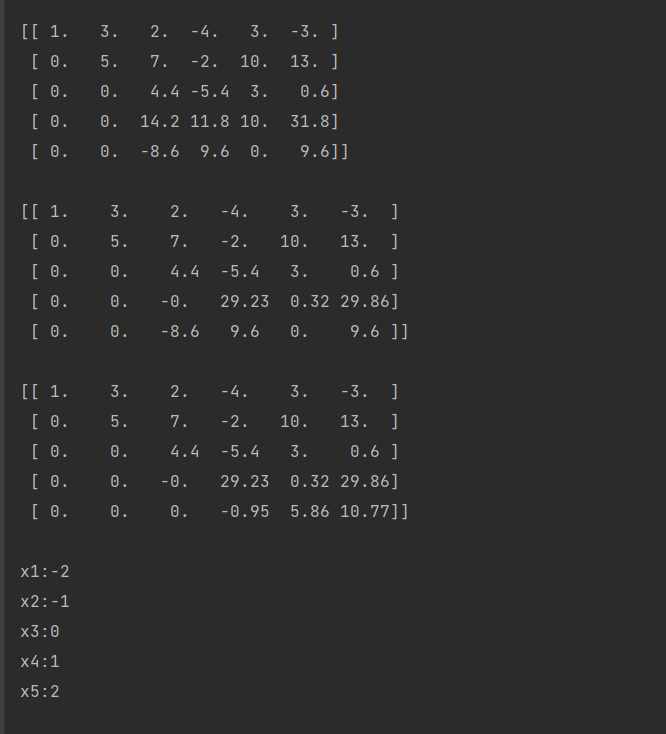 [[ 1.   3.   2.  -4.   3.  -3. ]
 [ 0.   5.   7.  -2.  10.  13. ]
 [ 0.   0.   4.4 -5.4  3.   0.6]
 [ 0.   0.  14.2 11.8 10.  31.8]
 [ 0.   0.  -8.6  9.6  0.   9.6]]
[[ 1.    3.    2.   -4.    3.   -3.  ]
 [ 0.    5.    7.   -2.   10.   13.  ]
 [ 0.    0.    4.4  -5.4   3.    0.6 ]
 [ 0.    0.   -0.   29.23  0.32 29.86]
 [ 0.    0.   -8.6   9.6   0.    9.6 ]]
[[ 1.    3.    2.   -4.    3.   -3.  ]
 [ 0.    5.    7.   -2.   10.   13.  ]
 [ 0.    0.    4.4  -5.4   3.    0.6 ]
 [ 0.    0.   -0.   29.23  0.32 29.86]
 [ 0.    0.    0.   -0.95  5.86 10.77]]
x1:-2
x2:-1
x3:0
x4:1
x5:2